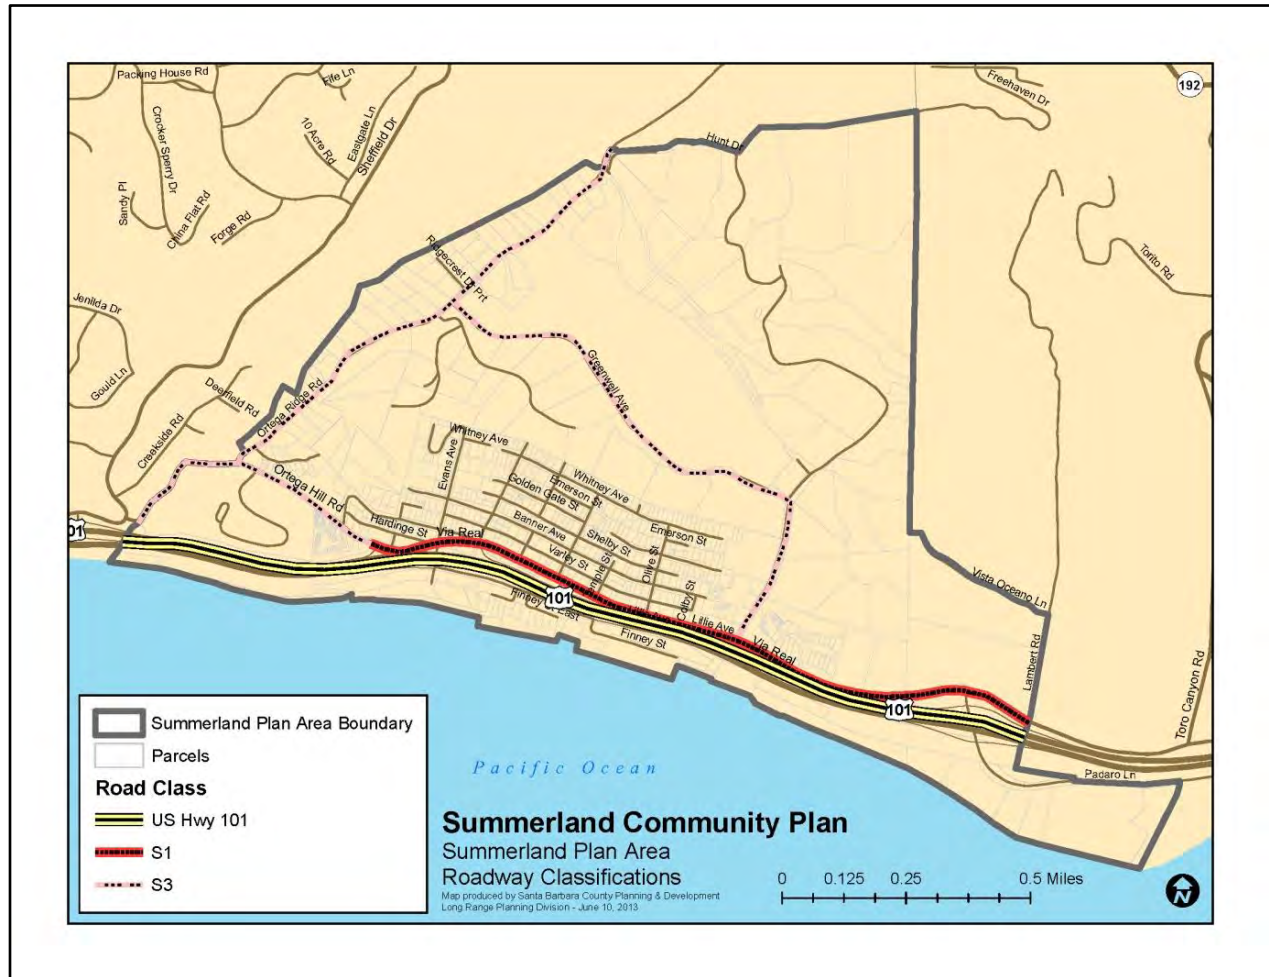 Packing House Rd
Fife Ln
Freehaven Dr
192
Crocker Sperry Dr
10 Acre Rd
Eastgate Ln
Sheffield Dr
Hunt Dr
Sandy Pl
China Flat Rd
Forge Rd
Ridgecrest Dr Prt
Torito Rd
Jenilda Dr
Gould Ln
Deerfield Rd
Creekside Rd
Ortega Ridge Rd
Greenwell Ave
Whitney Ave
Evans Ave
Ortega Hill Rd
Whitney Ave
Emerson St
Golden Gate St
Hardinge St
Via Real
Banner Ave
Shelby St
Emerson St
Varley St
Olive St
Colby St
Vista Oceano Ln
101
Lillie Ave
Finney St
Via Real
Lambert Rd
Toro Canyon Rd
101
Padaro Ln
Pacific Ocean
Summerland Plan Area Boundary
Parcels
Road Class
US Hwy 101
S1
S3
Summerland Community Plan
Summerland Plan Area
Roadway Classifications
Map produced by Santa Barbara County Planning & Development
Long Range Planning Division - June 10, 2013
0 0.125 0.25 0.5 Miles
N